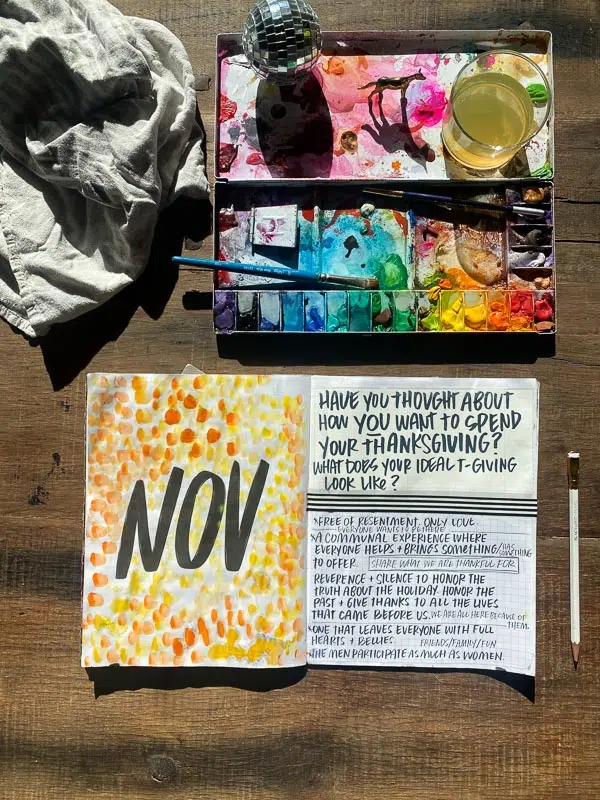 NOV
HAVE YOU THOUGHT ABOUT
HOW YOU WANT TO SPEND
YOUR THANKSGIVING?
WHAT DOES YOUR IDEAL T-GIVING
LOOK LIKE?
*FREE OF RESENTMENT. ONLY LOVE.
EVERYONE WANTS TO BE THERE
*A COMMUNAL EXPERIENCE WHERE
EVERYONE HELPS + BRINGS SOMETHING/HAS SOMETHING
TO OFFER. SHARE WHAT WE ARE THANKFUL FOR
REVERENCE + SILENCE TO HONOR THE
TRUTH ABOUT THE HOLIDAY. HONOR THE
PAST + GIVE THANKS TO ALL THE LIVES
THAT CAME BEFORE US. WE ARE ALL HERE BECAUSE OF THEM.
*ONE THAT LEAVES EVERYONE WITH FULL
HEARTS + BELLIES FRIENDS/FAMILY/FUN
*THE MEN PARTICIPATE AS MUCH AS WOMEN.